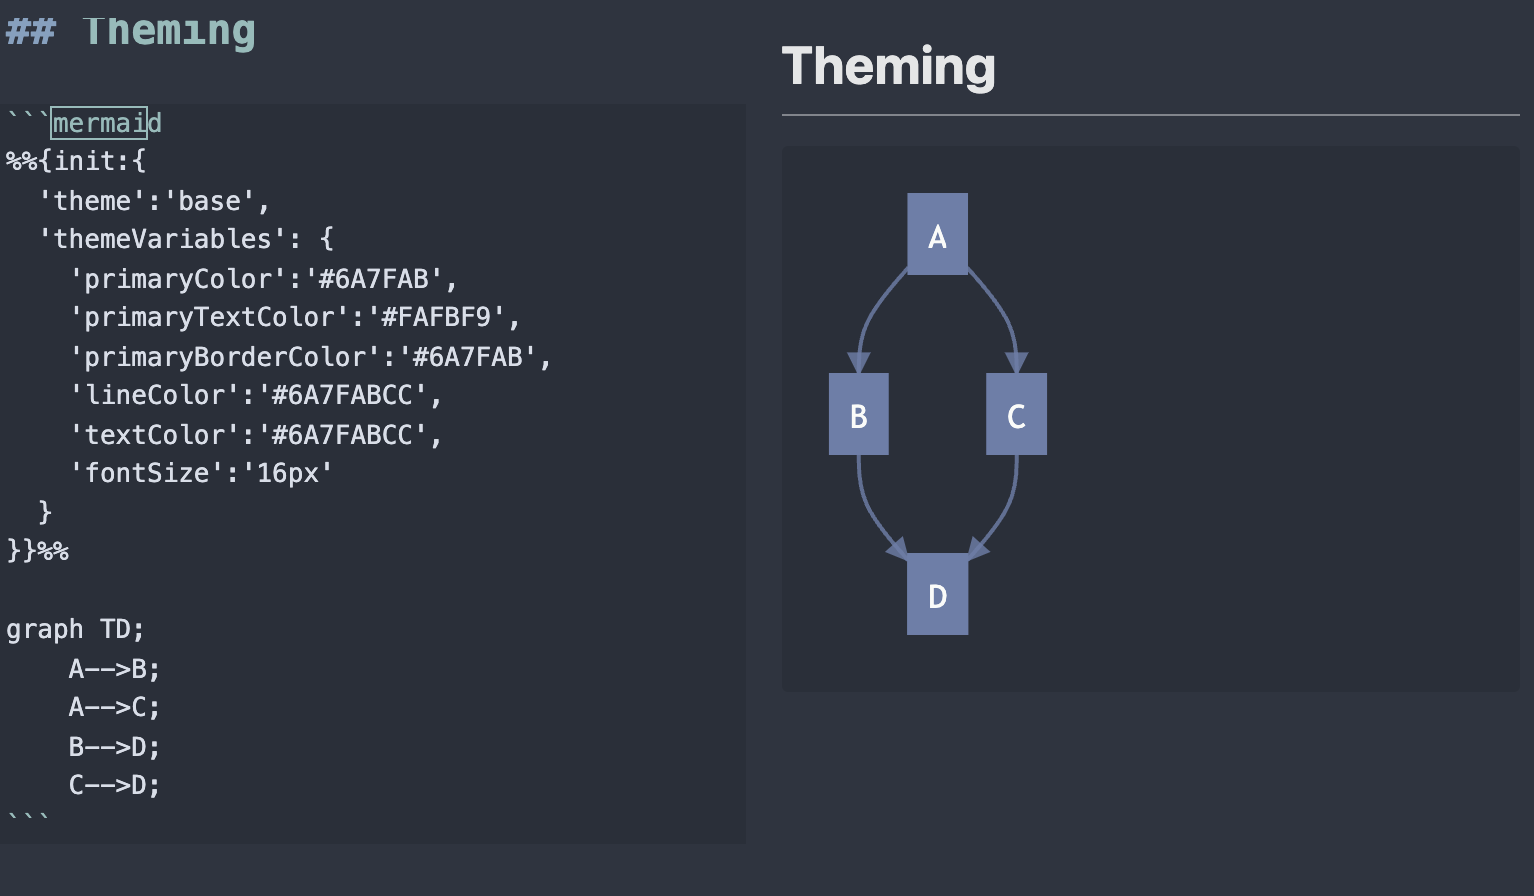 ## Theming
```mermaid
%%{init:{
  'theme':'base',
  'themeVariables': {
    'primaryColor':'#6A7FAB',
    'primaryTextColor':'#FAFBF9',
    'primaryBorderColor':'#6A7FAB',
    'lineColor':'#6A7FABCC',
    'textColor':'#6A7FABCC',
    'fontSize':'16px'
  }
}}%%

graph TD;
    A-->B;
    A-->C;
    B-->D;
    C-->D;
```
Theming
A
B C
D